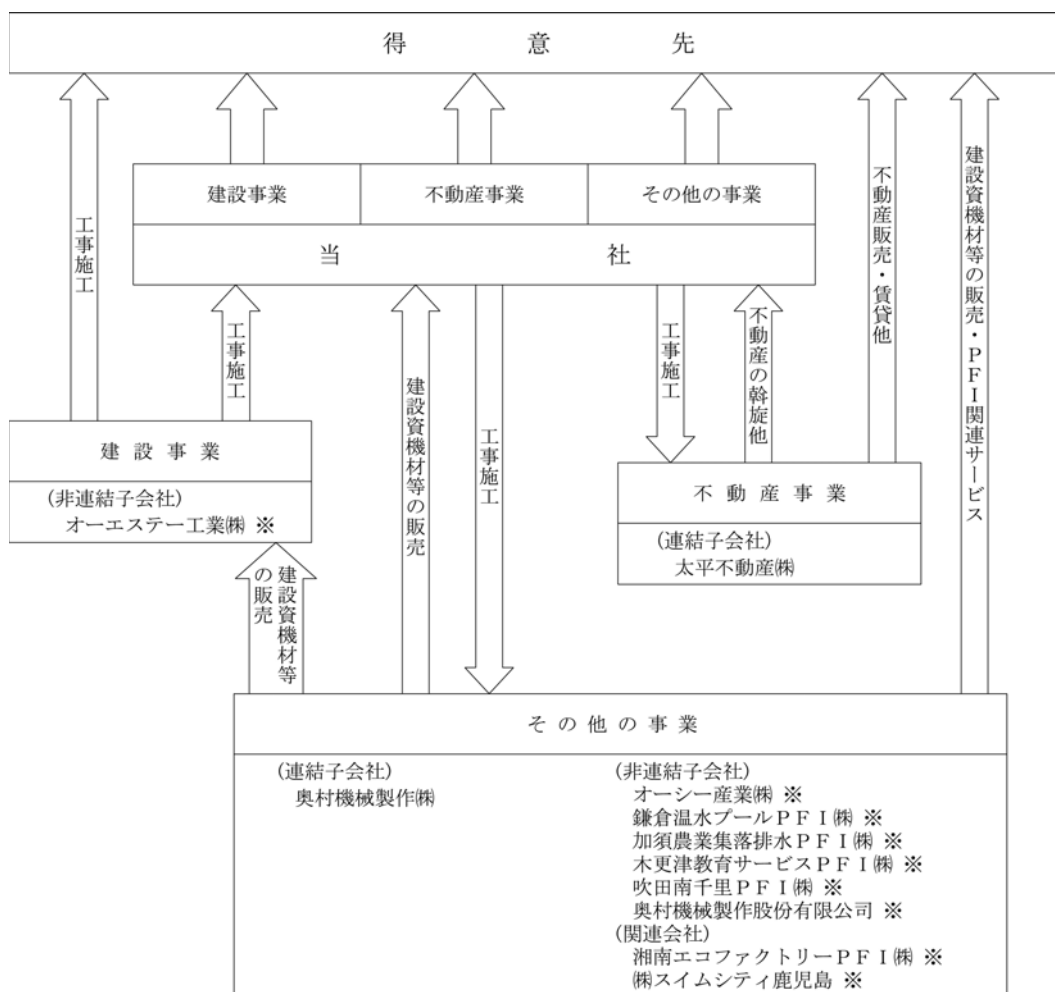 得意先
建設事業
不動産事業
その他の事業
当社
工事施工
工事施工
建設資機材等の販売
工事施工
工事施工
不動産の斡旋他
不動産販売・賃貸他
建設資機材等の販売・ＰＦＩ関連サービス
建設事業
(非連結子会社)
オーエステー工業㈱ ※
不動産事業
(連結子会社)
太平不動産㈱
建設資機材等
の販売
その他の事業
(連結子会社)
奥村機械製作㈱
(非連結子会社)
オーシー産業㈱ ※
鎌倉温水プールＰＦＩ㈱ ※
加須農業集落排水ＰＦＩ㈱ ※
木更津教育サービスＰＦＩ㈱ ※
吹田南千里ＰＦＩ㈱ ※
奥村機械製作股份有限公司 ※
(関連会社)
湘南エコファクトリーＰＦＩ㈱ ※
㈱スイムシティ鹿児島 ※